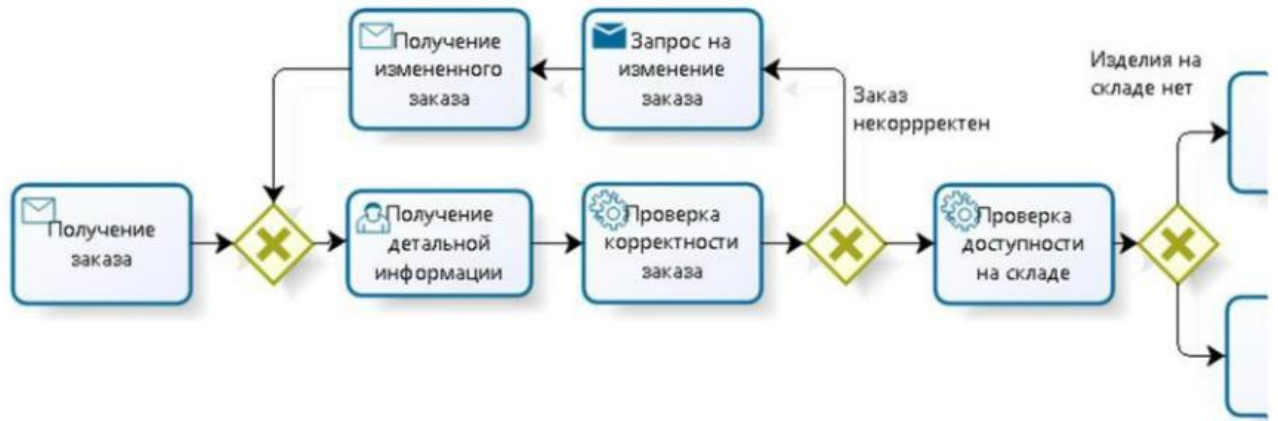 Получение
измененного
заказа
Запрос на
изменение
заказа
Заказ
некоррректен
Изделия на
складе нет
Получение
заказа
Получение
детальной
информации
Проверка
корректности
заказа
Проверка
доступности
на складе